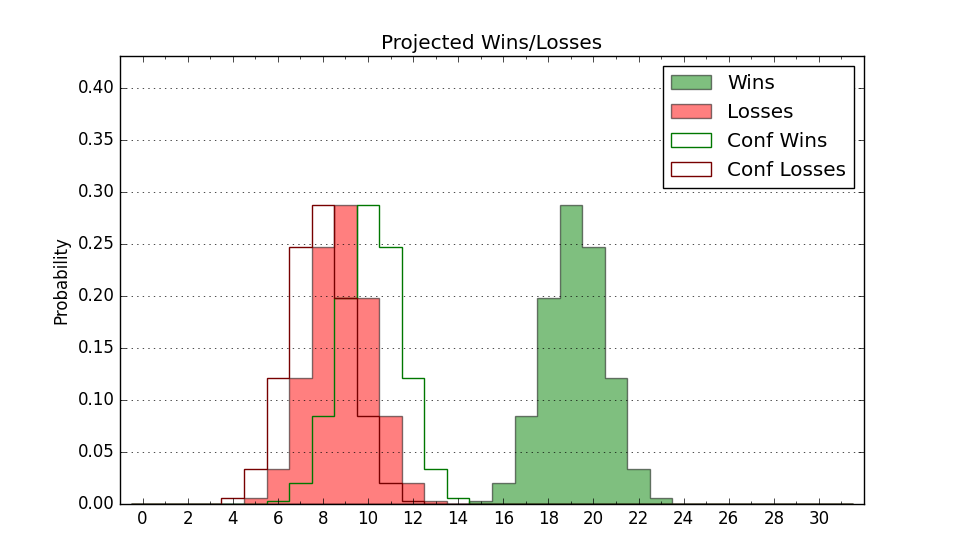 Projected Wins/Losses
Wins
Losses
Conf Wins
Conf Losses
Probability
0.40
0.35
0.30
0.25
0.20
0.15
0.10
0.05
0.00
0 2 4 6 8 10 12 14 16 18 20 22 24 26 28 30